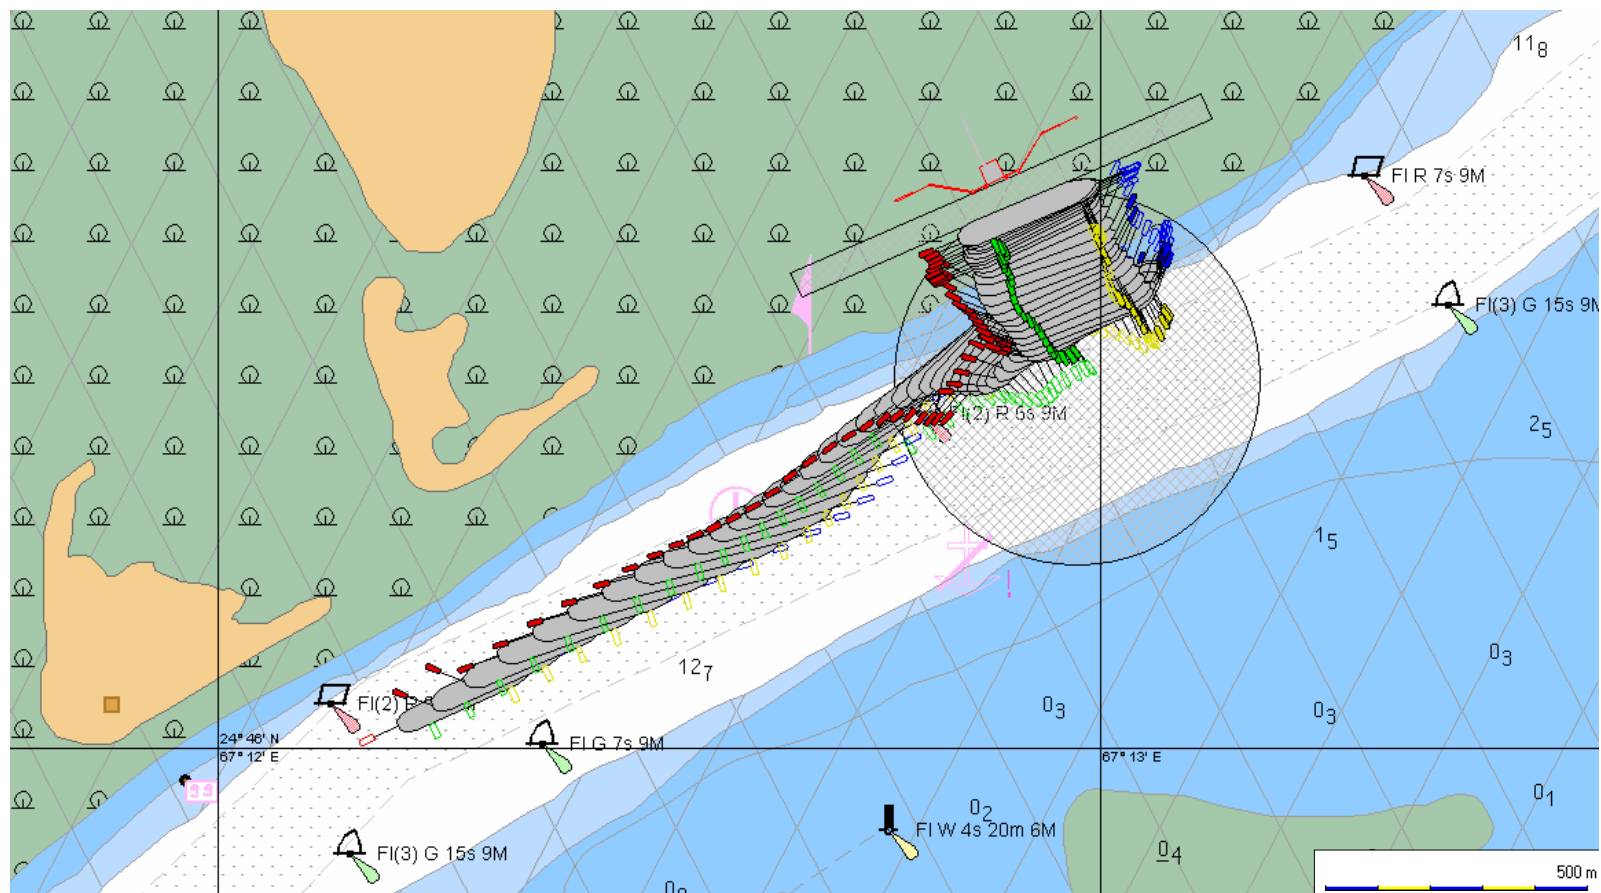 11₈
Fl R 7s 9M
Fl(3) G 15s 9M
Fl(2) R 6s 9M
2₅
1₅
12₇
0₃
0₃
0₃
Fl(2) R
24° 46' N
67° 12' E
67° 13' E
Fl G 7s 9M
99
0₂
0₁
Fl W 4s 20m 6M
Fl(3) G 15s 9M
0₄
500 m